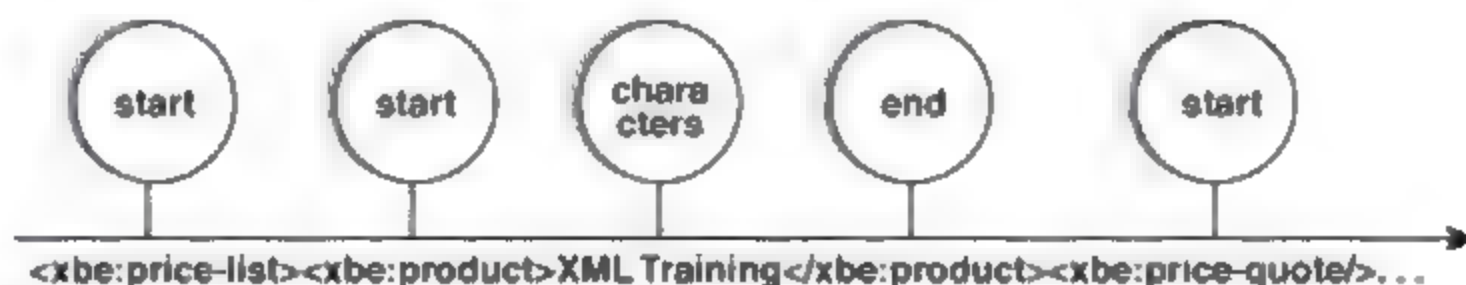 start start chara end start
cters
<xbe:price-list><xbe:product>XML Training</xbe:product><xbe:price-quote/>...